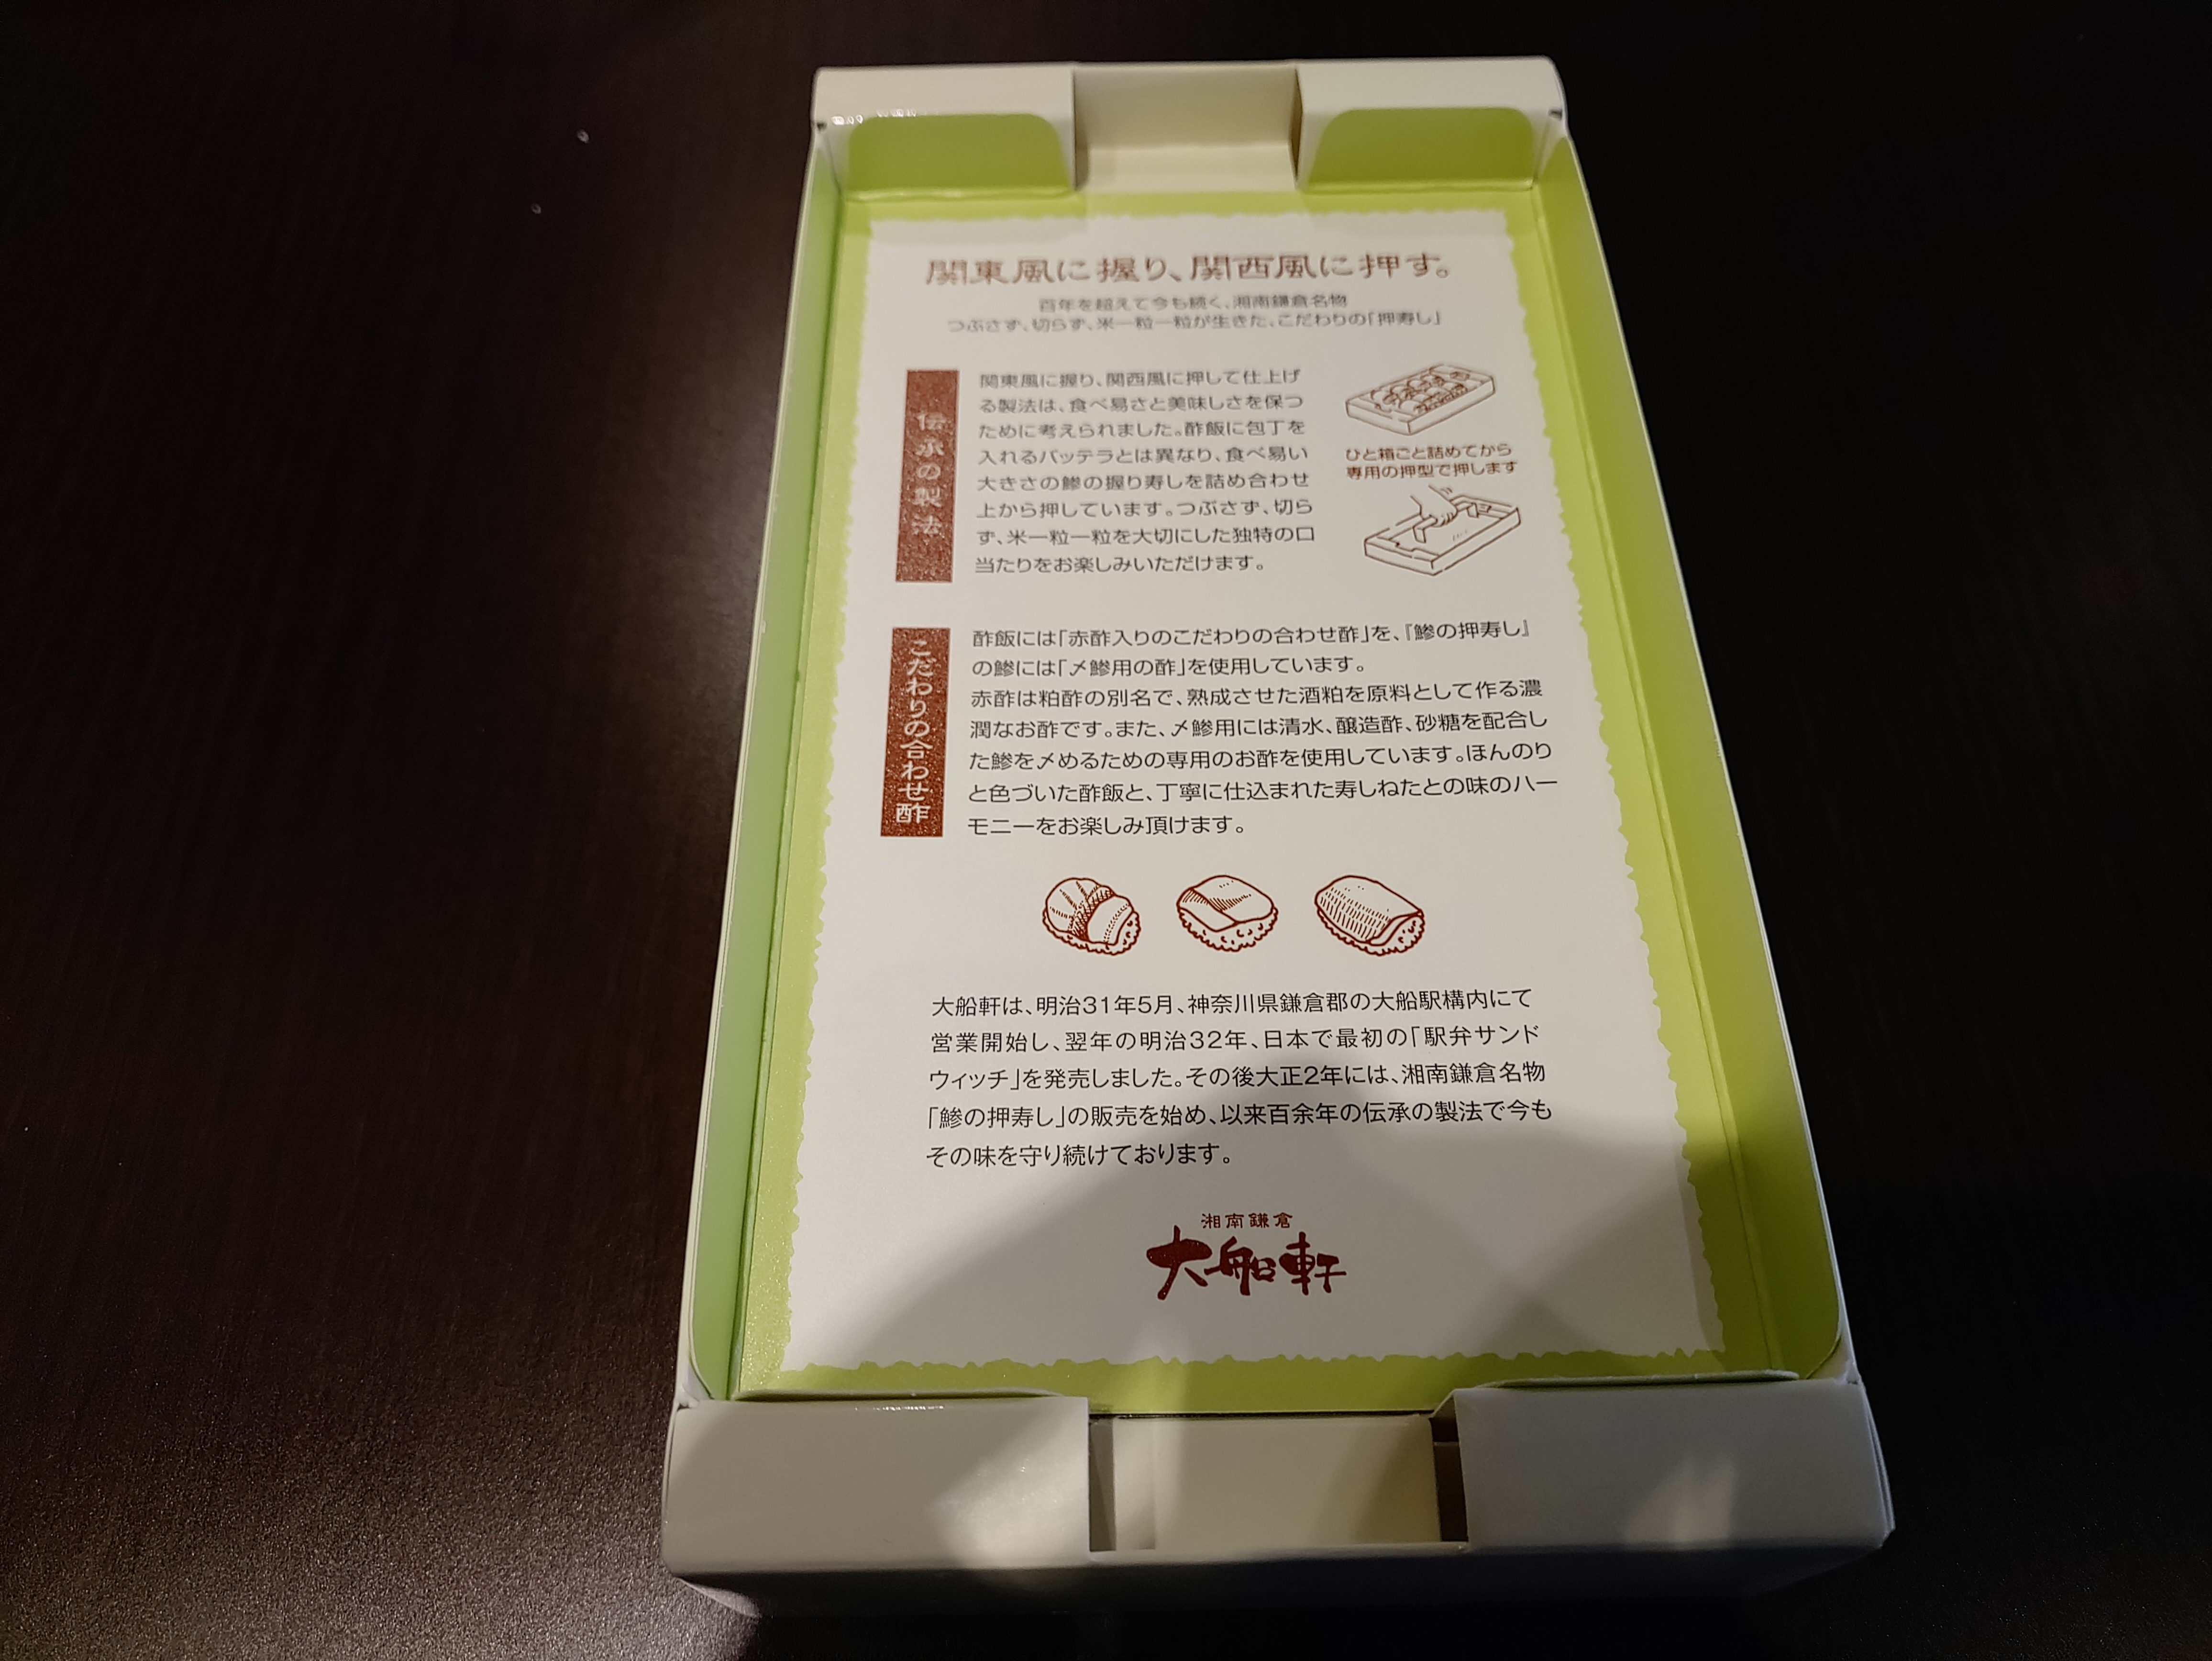 関東風に握り、関西風に押す。
百年を超えて今も続く、湘南鎌倉名物
つぶさず、切らず、米一粒一粒が生きた、こだわりの「押寿し」
伝承の製法
関東風に握り、関西風に押して仕上げ
る製法は、食べ易さと美味しさを保つ
ために考えられました。酢飯に包丁を
入れるバッテラとは異なり、食べ易い
大きさの鯵の握り寿しを詰め合わせ
上から押しています。つぶさず、切ら
ず、米一粒一粒を大切にした独特の口
当たりをお楽しみいただけます。
ひと箱ごと詰めてから
専用の押型で押します
こだわりの合わせ酢
酢飯には「赤酢入りのこだわりの合わせ酢」を、『鯵の押寿し』
の鯵には「〆鯵用の酢」を使用しています。
赤酢は粕酢の別名で、熟成させた酒粕を原料として作る濃
潤なお酢です。また、〆鯵用には清水、醸造酢、砂糖を配合し
た鯵を〆めるための専用のお酢を使用しています。ほんのり
と色づいた酢飯と、丁寧に仕込まれた寿しねたとの味のハー
モニーをお楽しみ頂けます。
大船軒は、明治31年5月、神奈川県鎌倉郡の大船駅構内にて
営業開始し、翌年の明治32年、日本で最初の「駅弁サンド
ウィッチ」を発売しました。その後大正2年には、湘南鎌倉名物
「鯵の押寿し」の販売を始め、以来百余年の伝承の製法で今も
その味を守り続けております。
湘南鎌倉
大船軒